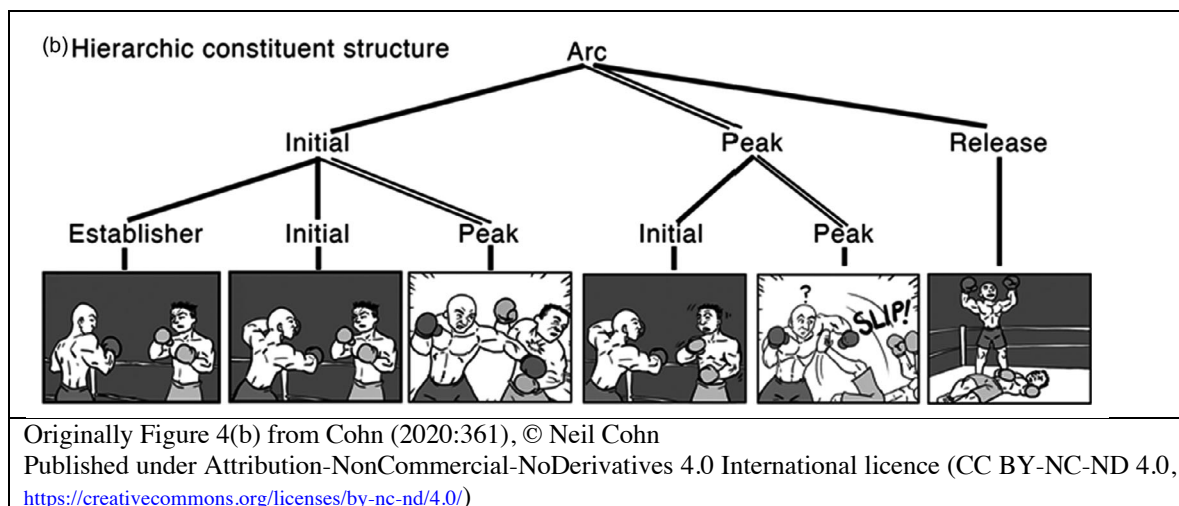 (b) Hierarchic constituent structure
Arc
Initial Peak Release
Establisher Initial Peak Initial Peak
?
SLIP!
Originally Figure 4(b) from Cohn (2020:361), © Neil Cohn
Published under Attribution-NonCommercial-NoDerivatives 4.0 International licence (CC BY-NC-ND 4.0,
https://creativecommons.org/licenses/by-nc-nd/4.0/)